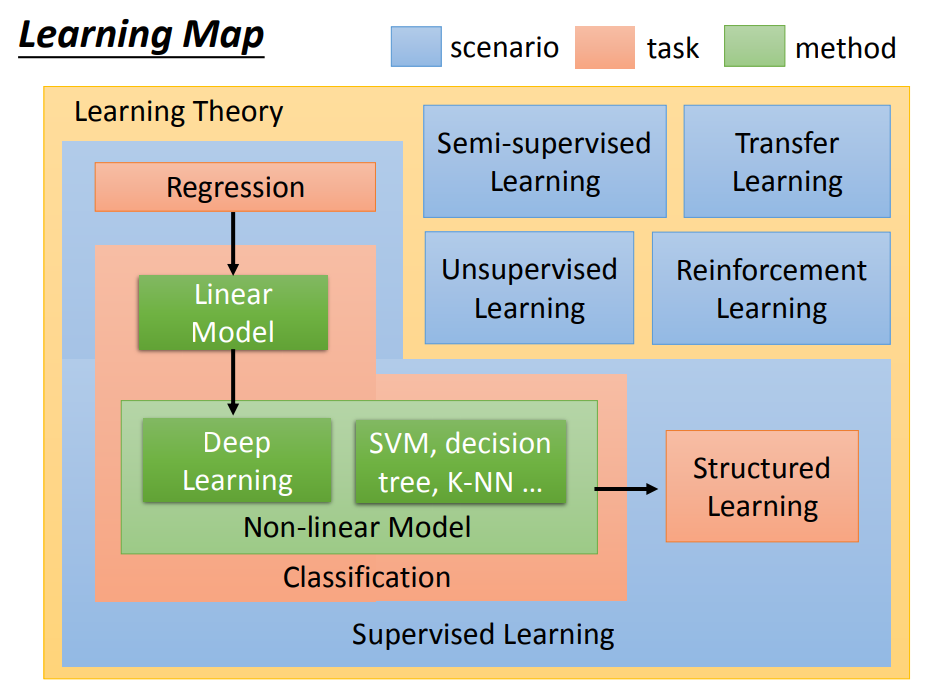 Learning Map
scenario
task
method
Learning Theory
Regression
Linear
Model
Deep
Learning
SVM, decision
tree, K-NN ...
Non-linear Model
Classification
Semi-supervised
Learning
Transfer
Learning
Unsupervised
Learning
Reinforcement
Learning
Structured
Learning
Supervised Learning